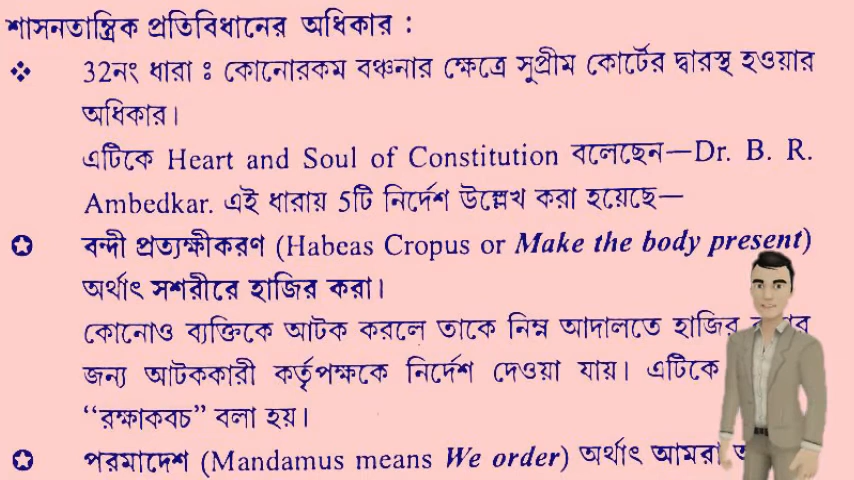 শাসনতান্ত্রিক প্রতিবিধানের অধিকার :
32নং ধারা : কোনোরকম বঞ্চনার ক্ষেত্রে সুপ্রীম কোর্টের দ্বারস্থ হওয়ার
অধিকার।
এটিকে Heart and Soul of Constitution বলেছেন—Dr. B. R.
Ambedkar. এই ধারায় 5টি নির্দেশ উল্লেখ করা হয়েছে—
বন্দী প্রত্যক্ষীকরণ (Habeas Cropus or Make the body present)
অর্থাৎ সশরীরে হাজির করা।
কোনোও ব্যক্তিকে আটক করলে তাকে নিম্ন আদালতে হাজির
জন্য আটককারী কর্তৃপক্ষকে নির্দেশ দেওয়া যায়। এটিকে
“রক্ষাকবচ” বলা হয়।
পরমাদেশ (Mandamus means We order) অর্থাৎ আমরা